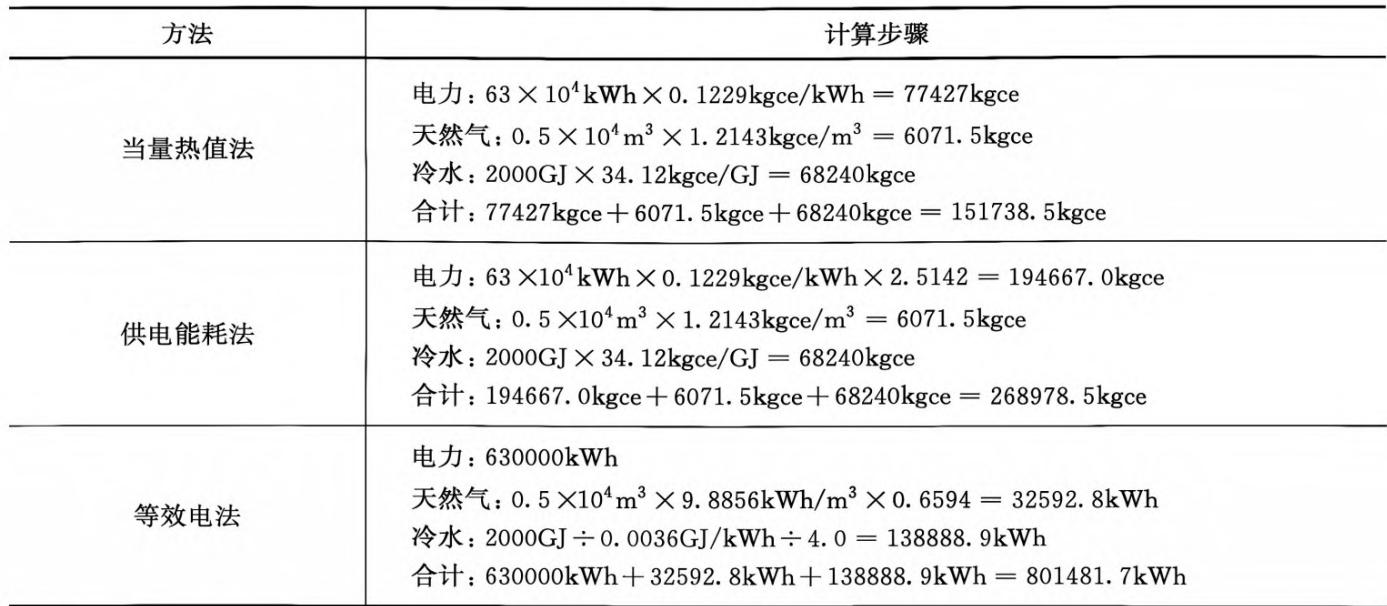 方法 计算步骤
当量热值法
电力：63×10⁴kWh×0.1229kgce/kWh＝77427kgce
天然气：0.5×10⁴m³×1.2143kgce/m³＝6071.5kgce
冷水：2000GJ×34.12kgce/GJ＝68240kgce
合计：77427kgce＋6071.5kgce＋68240kgce＝151738.5kgce
供电能耗法
电力：63×10⁴kWh×0.1229kgce/kWh×2.5142＝194667.0kgce
天然气：0.5×10⁴m³×1.2143kgce/m³＝6071.5kgce
冷水：2000GJ×34.12kgce/GJ＝68240kgce
合计：194667.0kgce＋6071.5kgce＋68240kgce＝268978.5kgce
等效电法
电力：630000kWh
天然气：0.5×10⁴m³×9.8856kWh/m³×0.6594＝32592.8kWh
冷水：2000GJ÷0.0036GJ/kWh÷4.0＝138888.9kWh
合计：630000kWh＋32592.8kWh＋138888.9kWh＝801481.7kWh